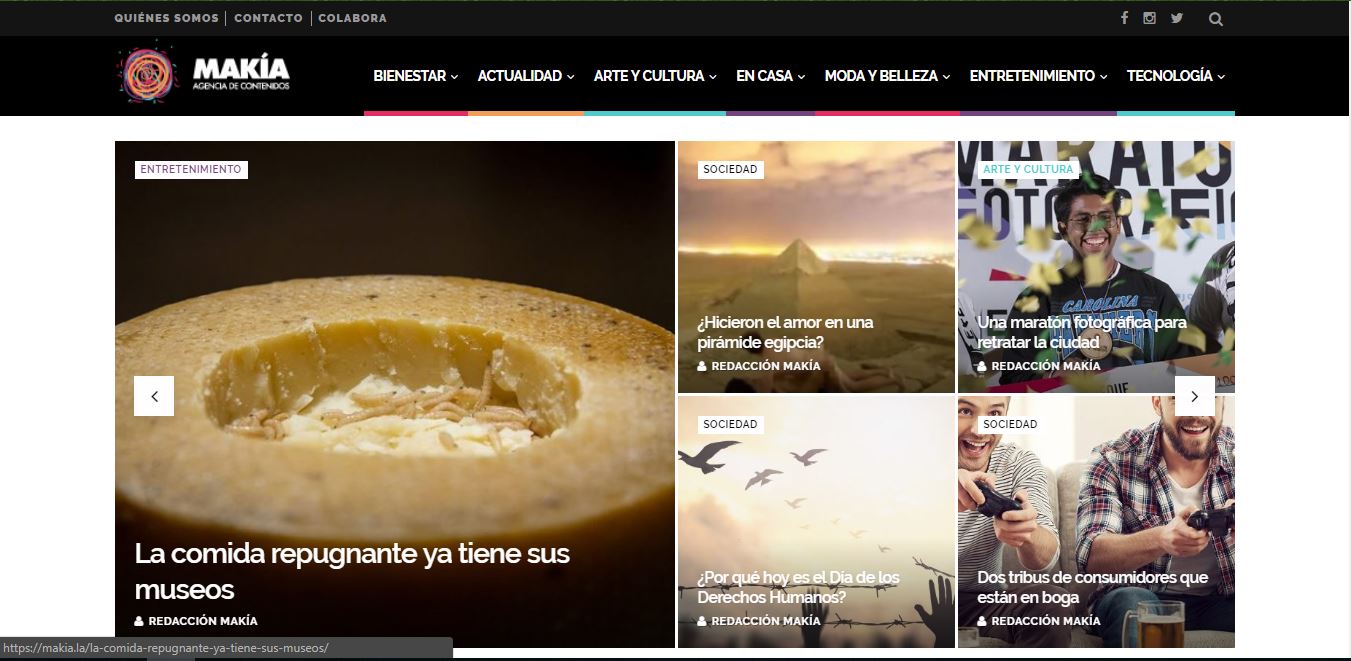 QUIÉNES SOMOS
CONTACTO
COLABORA
MAKÍA
AGENCIA DE CONTENIDOS
BIENESTAR
ACTUALIDAD
ARTE Y CULTURA
EN CASA
MODA Y BELLEZA
ENTRETENIMIENTO
TECNOLOGÍA
ENTRETENIMIENTO
La comida repugnante ya tiene sus
museos
REDACCIÓN MAKÍA
SOCIEDAD
¿Hicieron el amor en una
pirámide egipcia?
REDACCIÓN MAKÍA
ARTE Y CULTURA
CAROLINA
Una maratón fotográfica para
retratar la ciudad
REDACCIÓN MAKÍA
SOCIEDAD
¿Por qué hoy es el Día de los
Derechos Humanos?
REDACCIÓN MAKÍA
SOCIEDAD
Dos tribus de consumidores que
están en boga
REDACCIÓN MAKÍA
https://makia.la/la-comida-repugnante-ya-tiene-sus-museos/